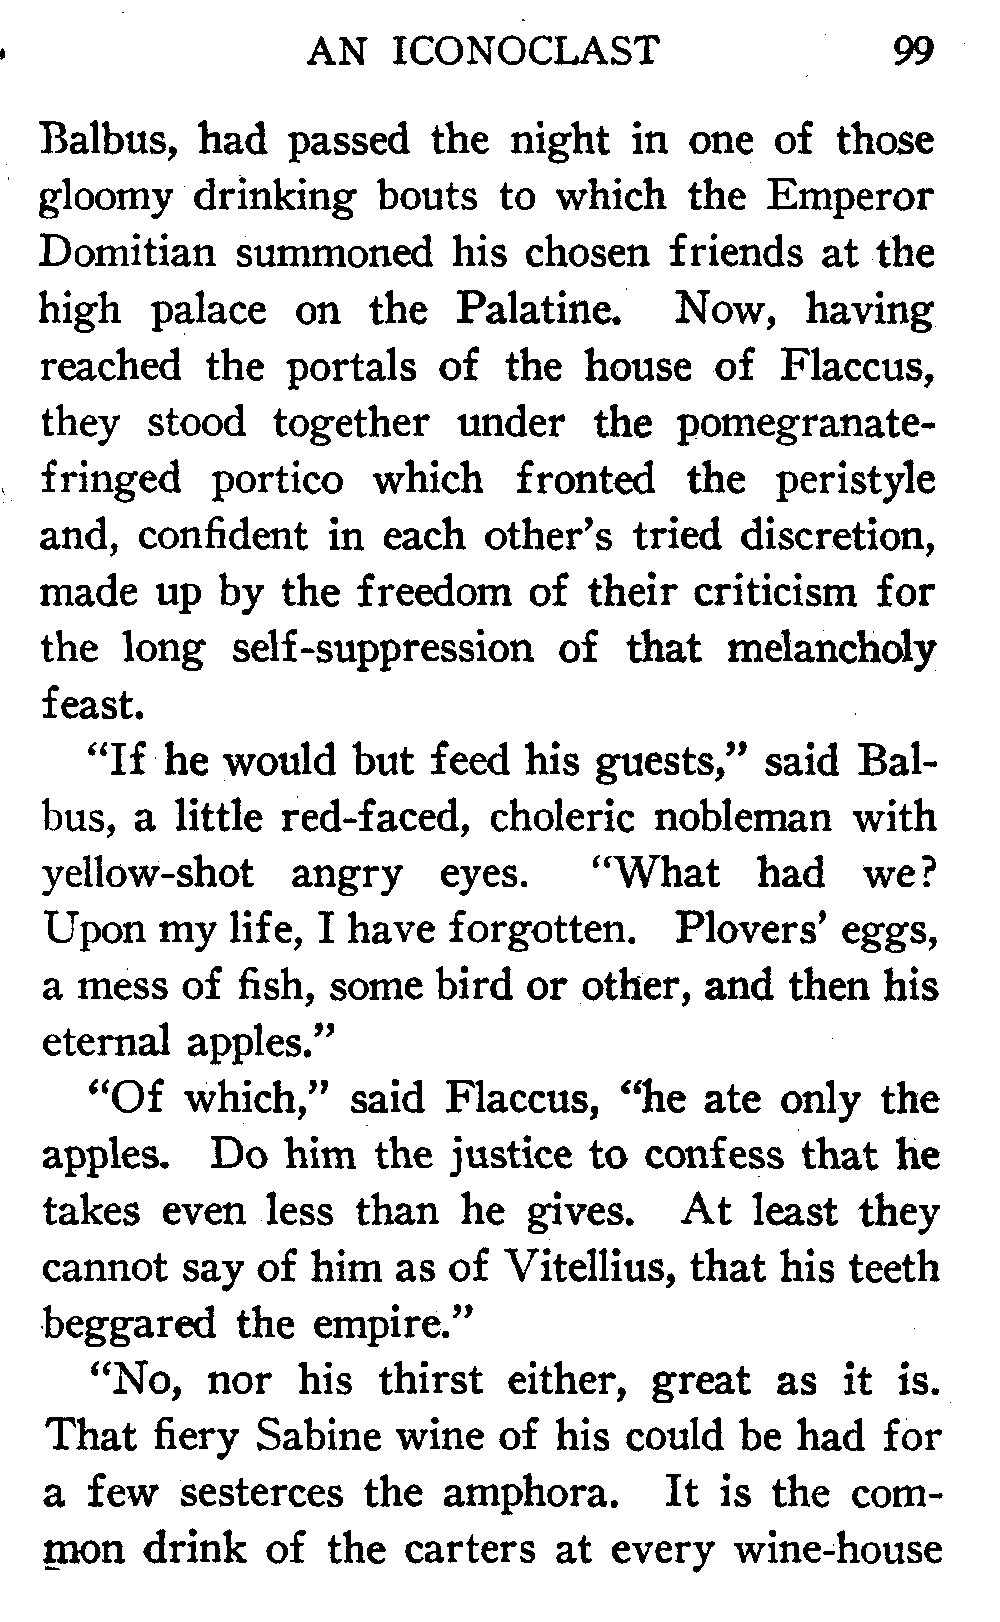 AN ICONOCLAST 99
Balbus, had passed the night in one of those
gloomy drinking bouts to which the Emperor
Domitian summoned his chosen friends at the
high palace on the Palatine. Now, having
reached the portals of the house of Flaccus,
they stood together under the pomegranate-
fringed portico which fronted the peristyle
and, confident in each other's tried discretion,
made up by the freedom of their criticism for
the long self-suppression of that melancholy
feast.
"If he would but feed his guests," said Bal-
bus, a little red-faced, choleric nobleman with
yellow-shot angry eyes. "What had we?
Upon my life, I have forgotten. Plovers' eggs,
a mess of fish, some bird or other, and then his
eternal apples."
"Of which," said Flaccus, "he ate only the
apples. Do him the justice to confess that he
takes even less than he gives. At least they
cannot say of him as of Vitellius, that his teeth
beggared the empire."
"No, nor his thirst either, great as it is.
That fiery Sabine wine of his could be had for
a few sesterces the amphora. It is the com-
mon drink of the carters at every wine-house